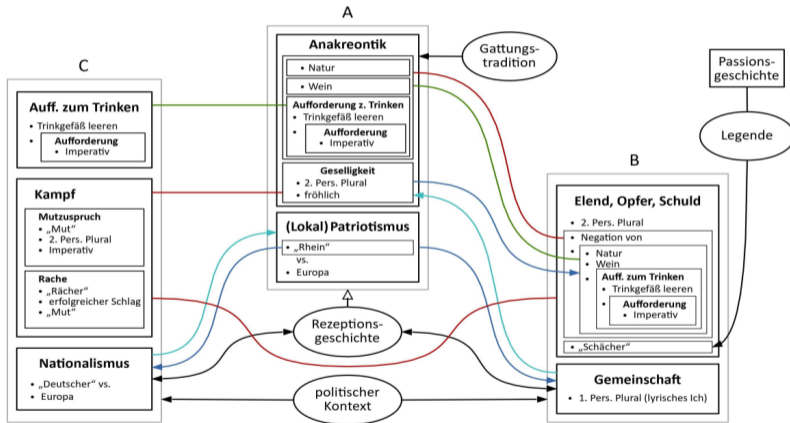 C
Auff. zum Trinken
• Trinkgefäß leeren
• Aufforderung
• Imperativ
Kampf
Mutzuspruch
• „Mut“
• 2. Pers. Plural
• Imperativ
Rache
• „Rächer“
• erfolgreicher Schlag
• „Mut“
Nationalismus
• „Deutscher“ vs.
• Europa
A
Anakreontik
• Natur
• Wein
Aufforderung z. Trinken
• Trinkgefäß leeren
• Aufforderung
• Imperativ
Geselligkeit
• 2. Pers. Plural
• fröhlich
(Lokal) Patriotismus
• „Rhein“
vs.
• Europa
Rezeptions-
geschichte
politischer
Kontext
Gattungs-
tradition
Passions-
geschichte
Legende
B
Elend, Opfer, Schuld
• 2. Pers. Plural
• Negation von
• • Natur
• Wein
• Auff. zum Trinken
• Trinkgefäß leeren
• Aufforderung
• Imperativ
• „Schächer“
Gemeinschaft
• 1. Pers. Plural (lyrisches Ich)